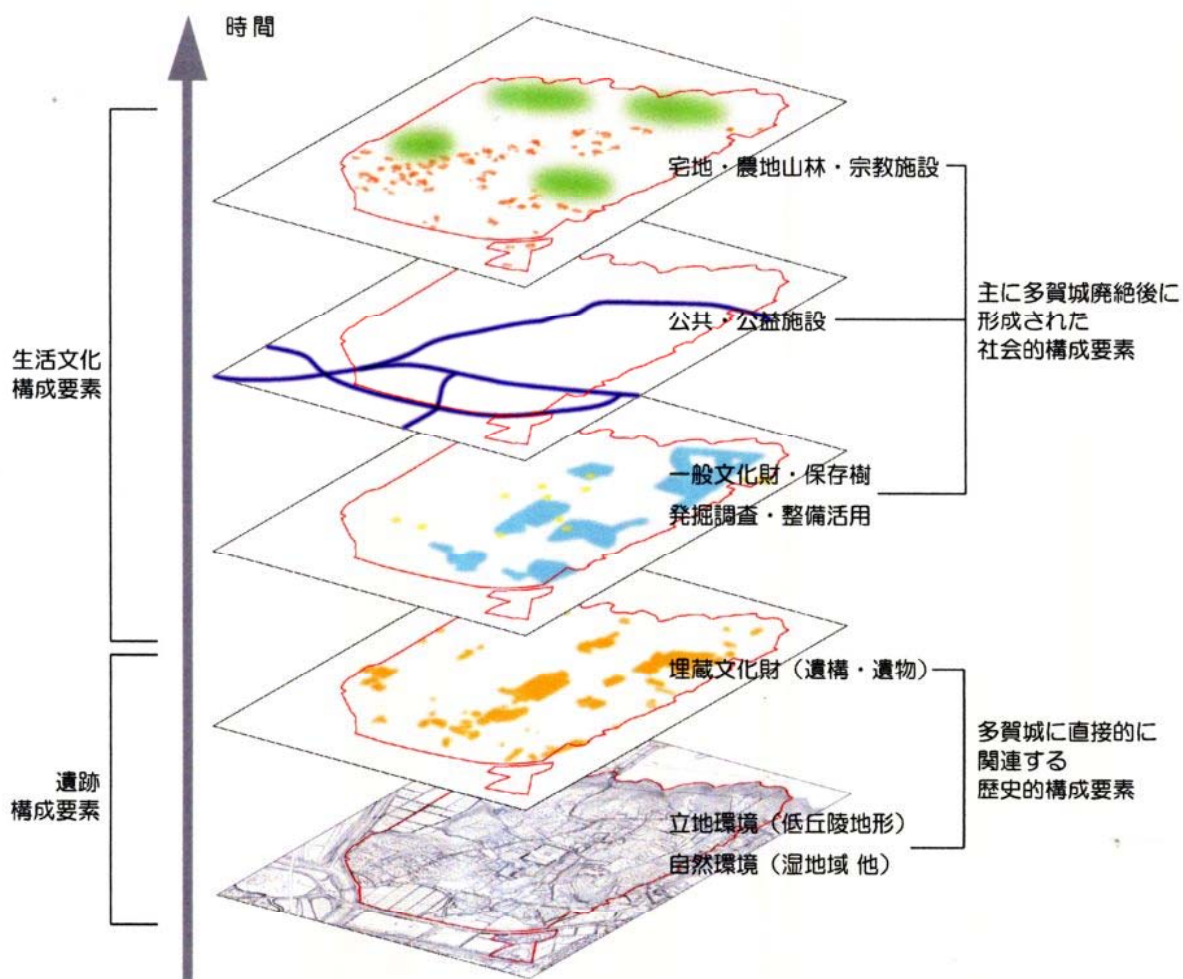 時間
宅地・農地山林・宗教施設
公共・公益施設
主に多賀城廃絶後に
形成された
社会的構成要素
生活文化
構成要素
一般文化財・保存樹
発掘調査・整備活用
埋蔵文化財（遺構・遺物）
多賀城に直接的に
関連する
歴史的構成要素
遺跡
構成要素
立地環境（低丘陵地形）
自然環境（湿地域 他）